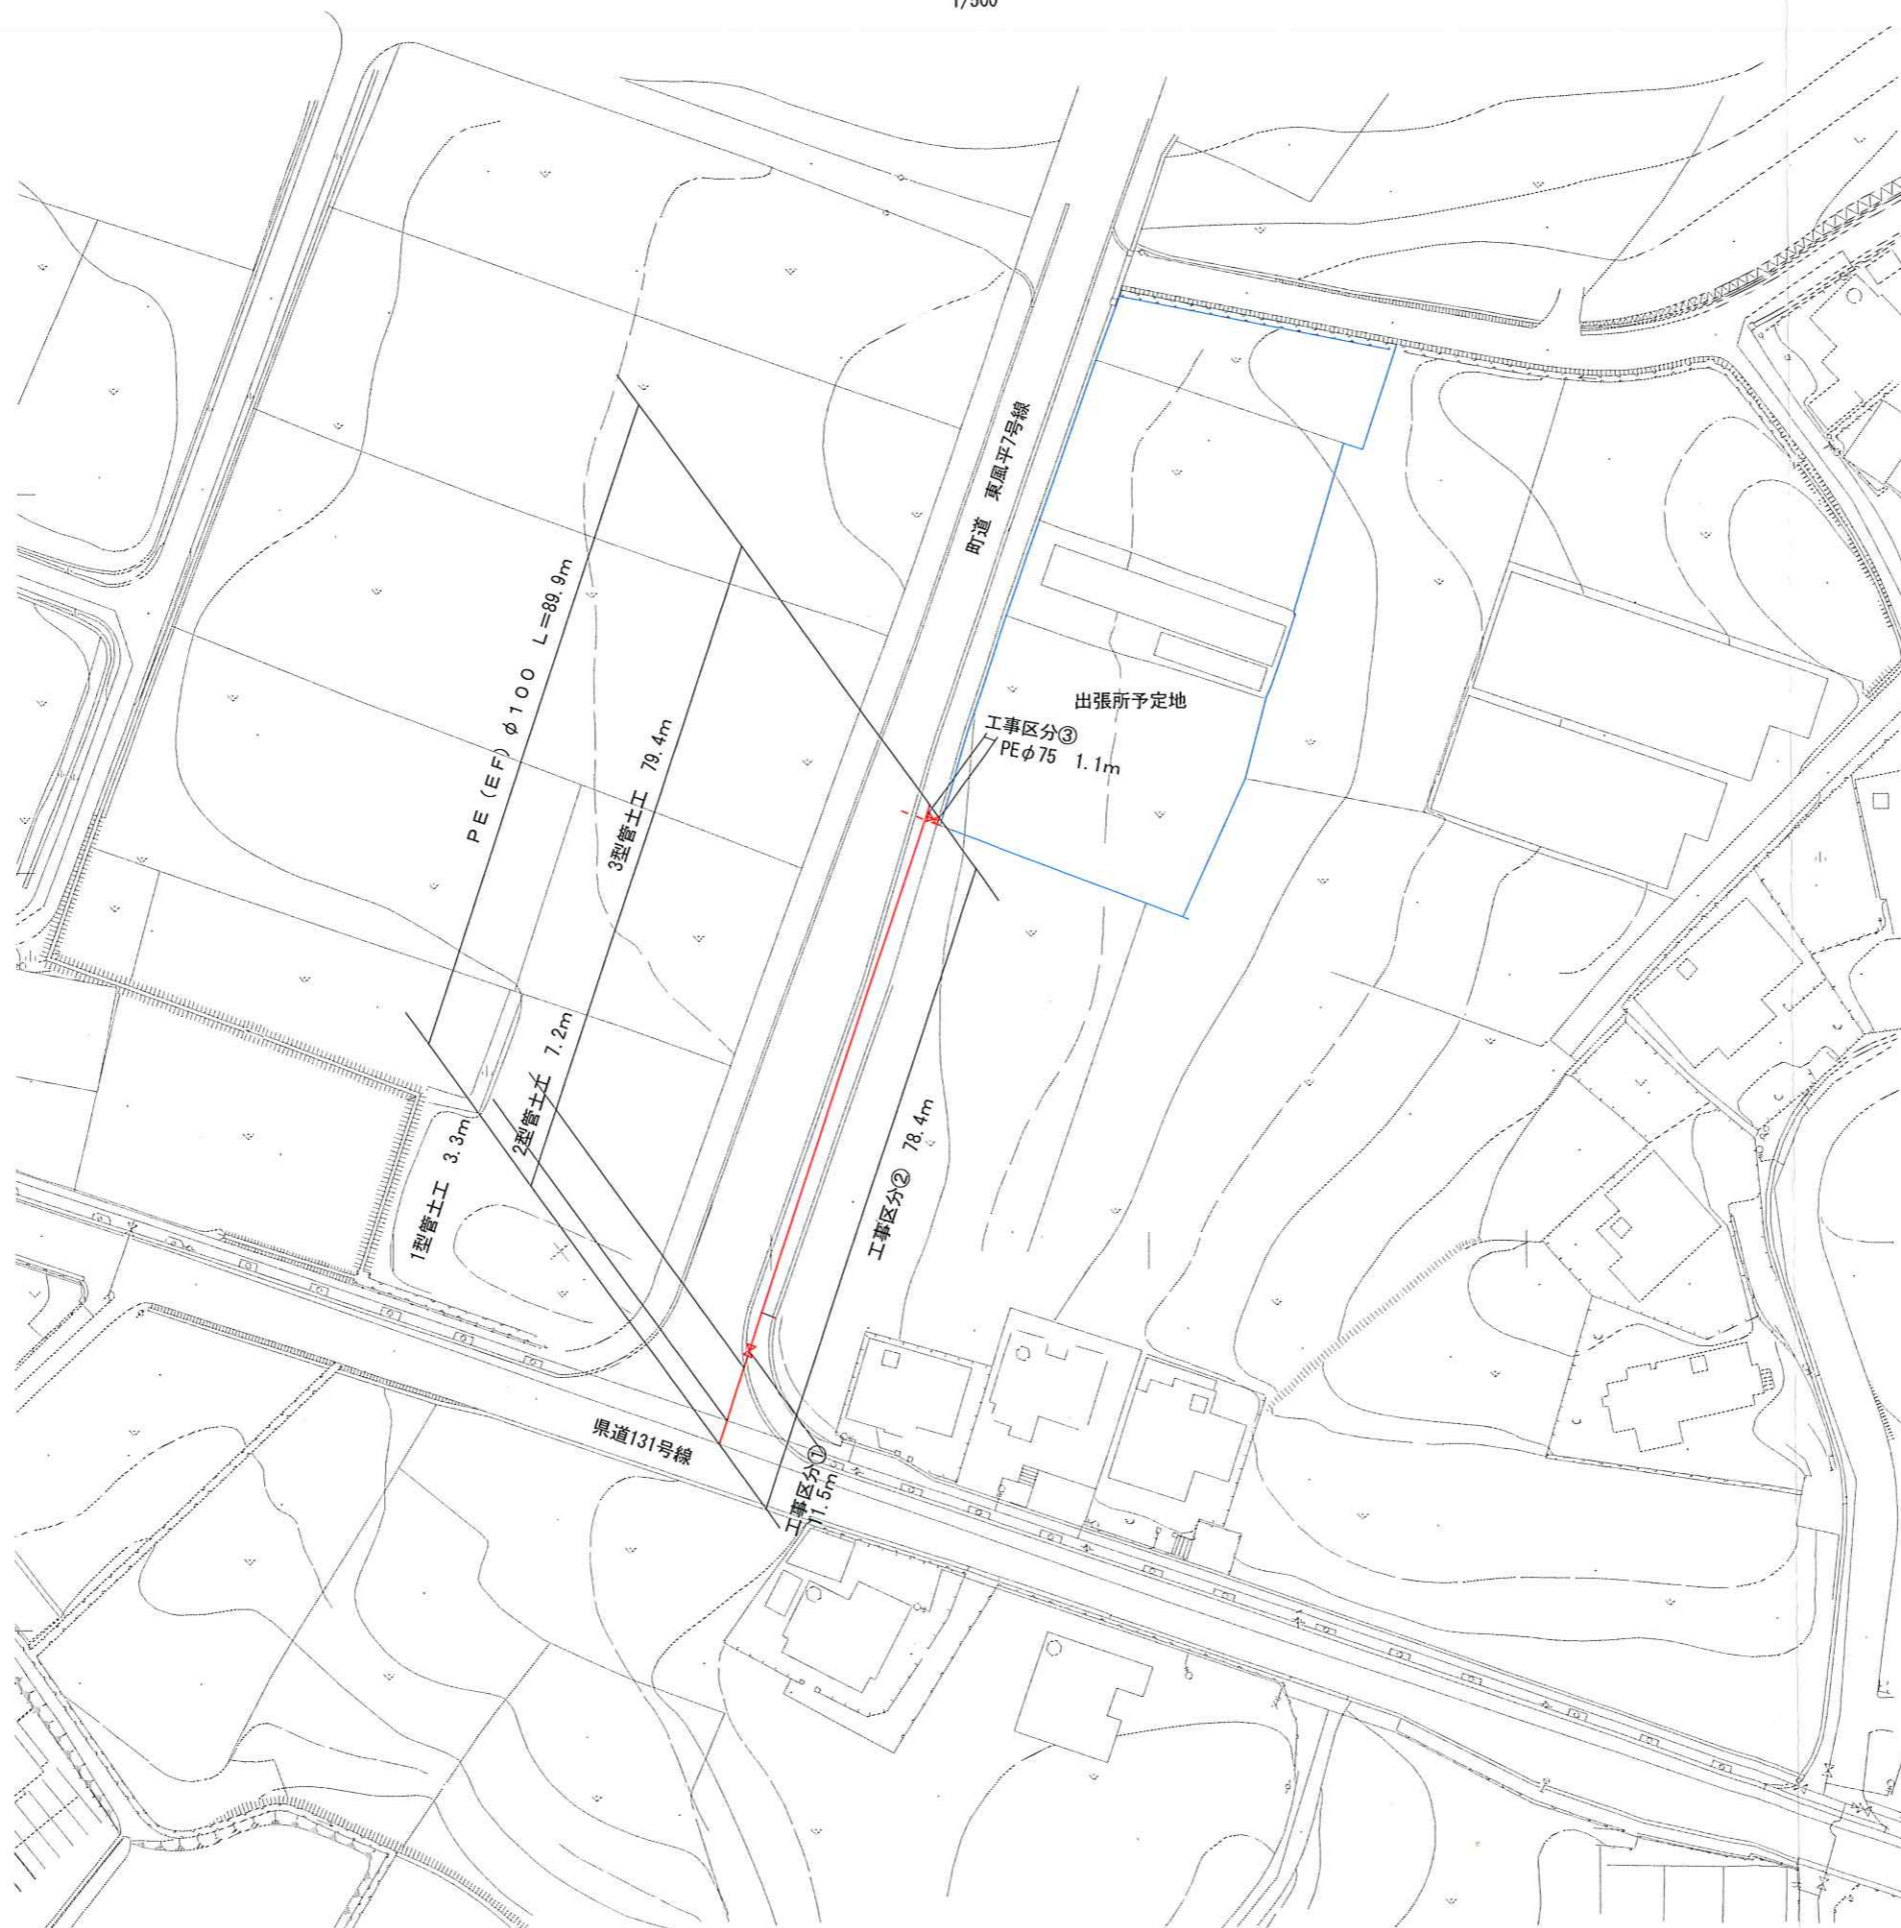 1/500
町道 東風平7号線
PE(EF) φ100 L=89.9m
3型管土工 79.4m
出張所予定地
工事区分③
PEφ75 1.1m
2型管土工 7.2m
1型管土工 3.3m
工事区分② 78.4m
県道131号線
工事区分①
11.5m